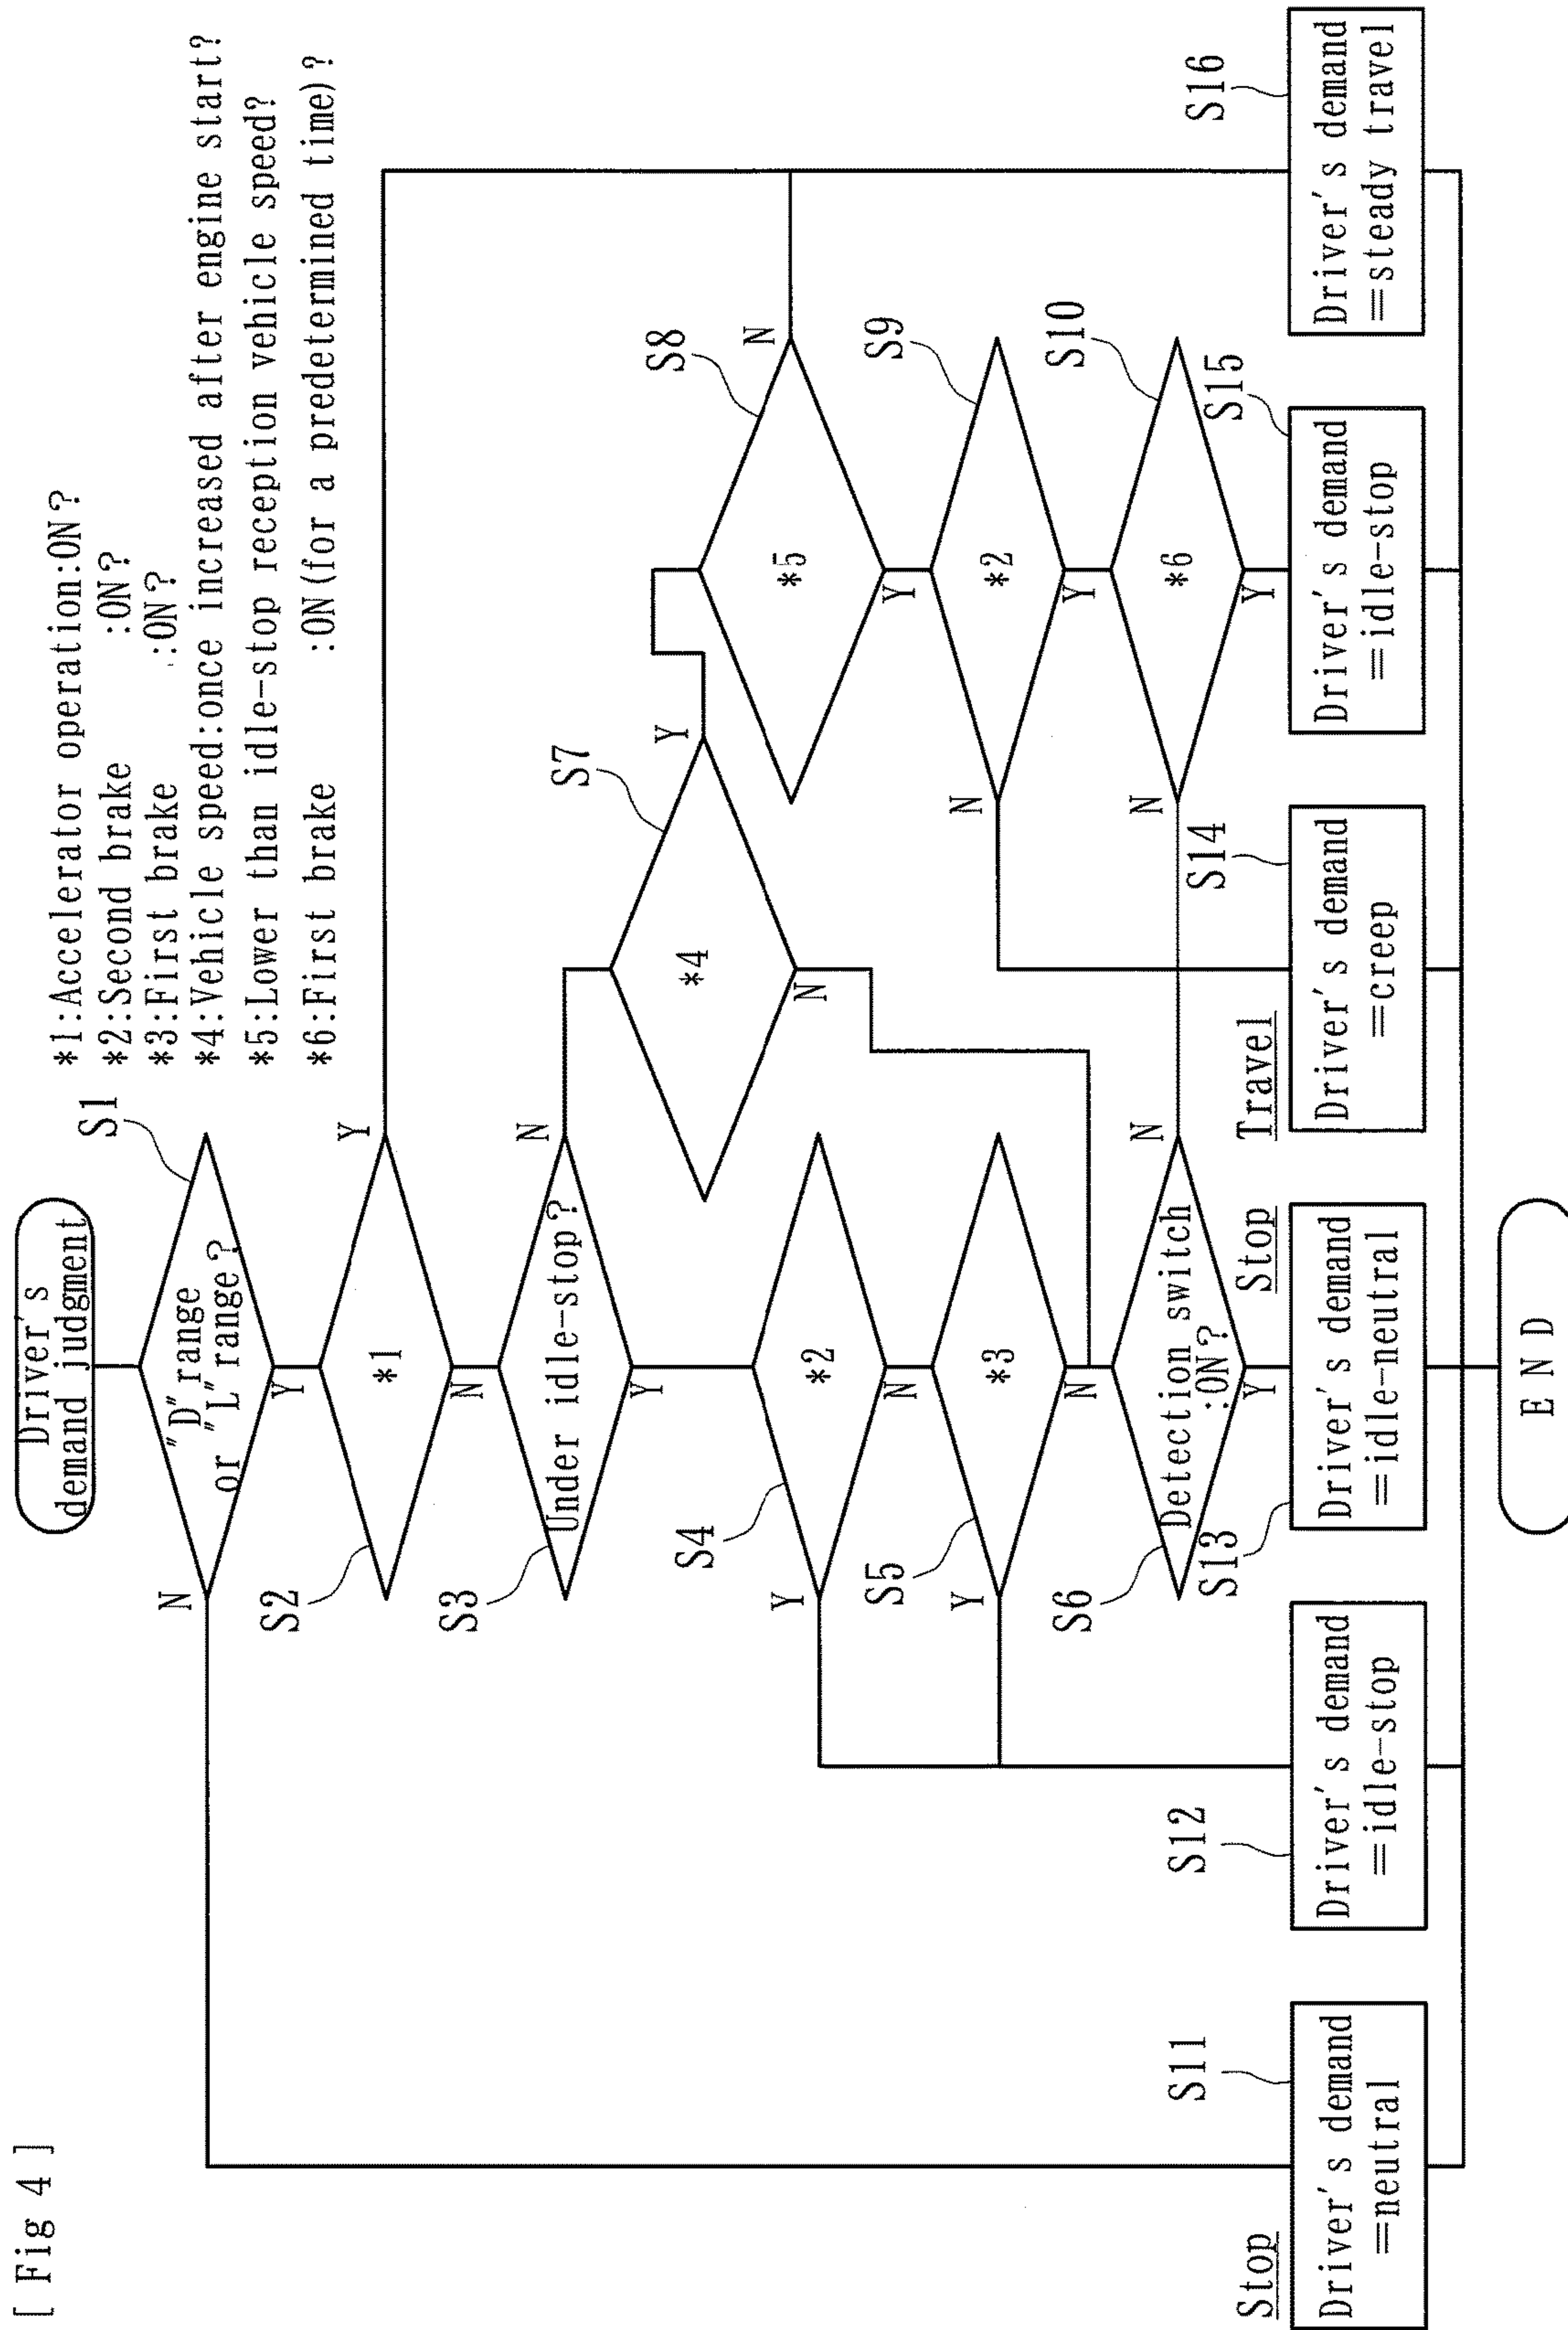 [ Fig 4 ]
Driver's
demand judgment
*1:Accelerator operation:ON?
*2:Second brake :ON?
*3:First brake :ON?
*4:Vehicle speed:once increased after engine start?
*5:Lower than idle-stop reception vehicle speed?
*6:First brake :ON(for a predetermined time)?
S1
"D"range
or "L"range?
N
Y
S2
*1
Y
N
S3
Under idle-stop?
N
Y
S4
*2
Y
N
S5
*3
Y
N
S6
Detection switch
:ON?
N
Y
S7
*4
Y
N
S8
*5
N
Y
S9
*2
N
Y
S10
*6
N
Y
Stop
S11
Driver's demand
=neutral
S12
Driver's demand
=idle-stop
S13
Stop
Driver's demand
=idle-neutral
Travel
S14
Driver's demand
=creep
S15
Driver's demand
=idle-stop
S16
Driver's demand
=steady travel
END